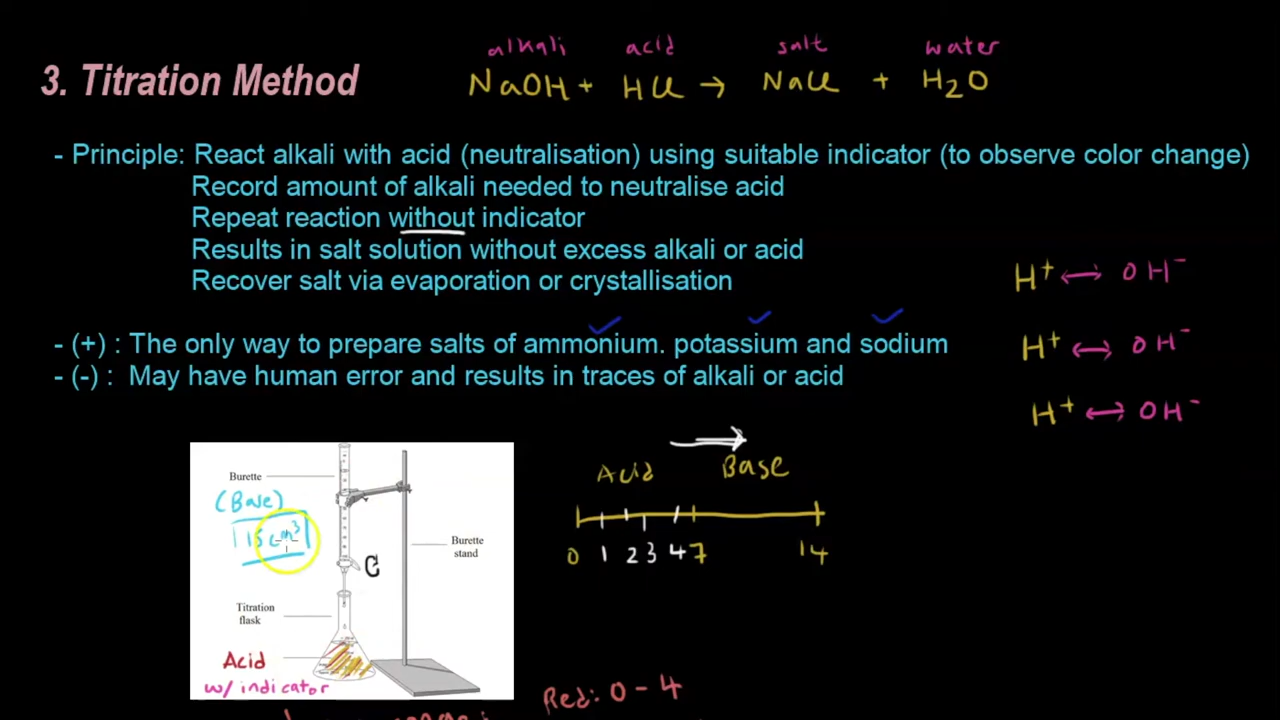 alkali acid salt water
3. Titration Method NaOH + HCl → NaCl + H2O
- Principle: React alkali with acid (neutralisation) using suitable indicator (to observe color change)
Record amount of alkali needed to neutralise acid
Repeat reaction without indicator
Results in salt solution without excess alkali or acid
Recover salt via evaporation or crystallisation
H+ ↔ OH-
- (+) : The only way to prepare salts of ammonium. potassium and sodium
H+ ↔ OH-
- (-) : May have human error and results in traces of alkali or acid
H+ ↔ OH-
Burette
(Base)
15 cm3
Burette
stand
Titration
flask
Acid
w/ indicator
Acid Base
0 1 2 3 4 7 14
Red: 0 - 4